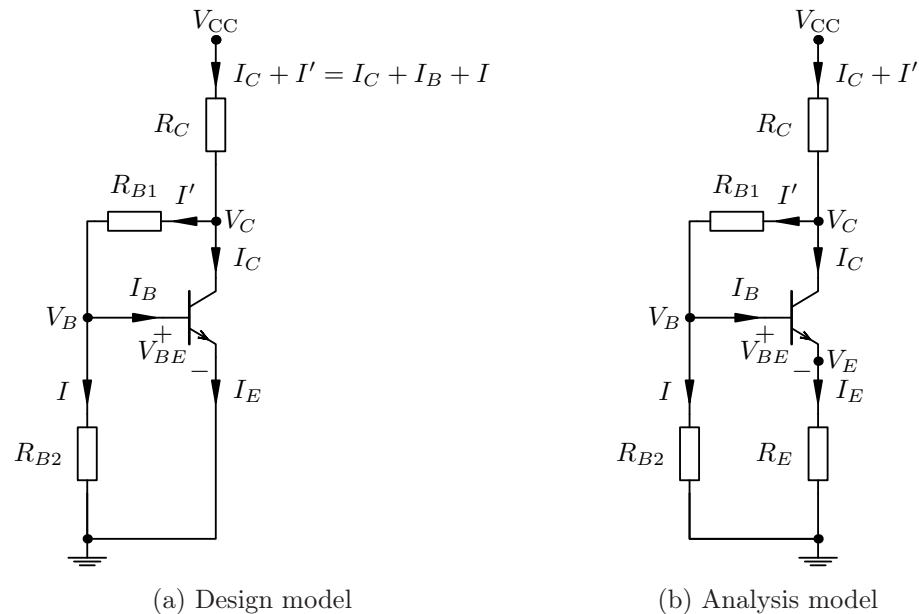 V_CC
I_C + I′ = I_C + I_B + I
R_C
R_B1
I′
V_C
I_C
I_B
V_B
+
V_BE
−
I
I_E
R_B2
(a) Design model
V_CC
I_C + I′
R_C
R_B1
I′
V_C
I_C
I_B
V_B
+
V_BE
−
V_E
I
I_E
R_B2
R_E
(b) Analysis model